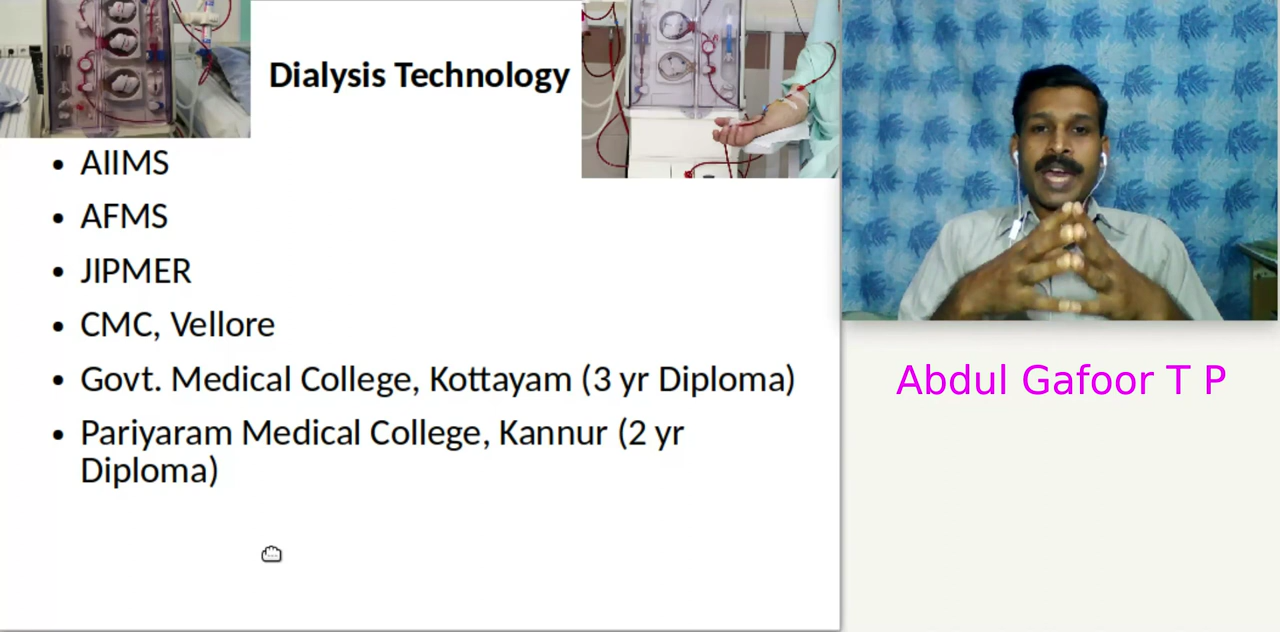 Dialysis Technology
• AIIMS
• AFMS
• JIPMER
• CMC, Vellore
• Govt. Medical College, Kottayam (3 yr Diploma)
• Pariyaram Medical College, Kannur (2 yr
Diploma)
Abdul Gafoor T P